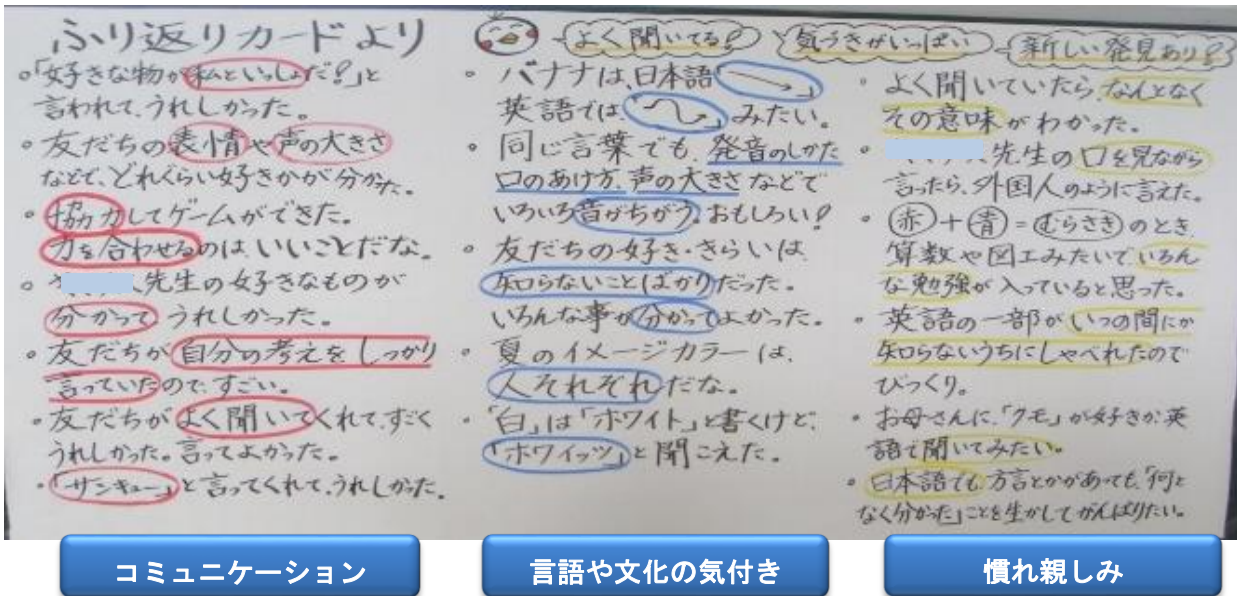 ふり返りカードより
よく聞いてる!
気づきがいっぱい
新しい発見あり!
・「好きな物が私といっしょだ!」と
言われて、うれしかった。
・友だちの表情や声の大きさ
などで、どれくらい好きかが分かった。
・協力してゲームができた。
力を合わせるのは、いいことだな。
・先生の好きなものが
分かって うれしかった。
・友だちが自分の考えをしっかり
言っていたので、すごい。
・友だちがよく聞いてくれて、すごく
うれしかった。言ってよかった。
・「サンキュー」と言ってくれて、うれしかった。
・バナナは、日本語「」
英語では「」みたい。
・同じ言葉でも、発音のしかた
口のあけ方、声の大きさなどで
いろいろ音がちがう。おもしろい!
・友だちの好き・きらいは、
知らないことばかりだった。
いろんな事が分かってよかった。
・夏のイメージカラーは、
人それぞれだな。
・「白」は「ホワイト」と書くけど、
「ホワイッツ」と聞こえた。
・よく聞いていたら、なんとなく
その意味がわかった。
・先生の口を見ながら
言ったら、外国人のように言えた。
・赤+青=むらさきのとき、
算数や図工みたいで、いろん
な勉強が入っていると思った。
・英語の一部がいつの間にか
知らないうちにしゃべれたので
びっくり。
・お母さんに、「クモ」が好きか、英
語で聞いてみたい。
・日本語でも方言とかがあっても、「何と
なく分かった」ことを生かしてがんばりたい。
コミュニケーション
言語や文化の気付き
慣れ親しみ